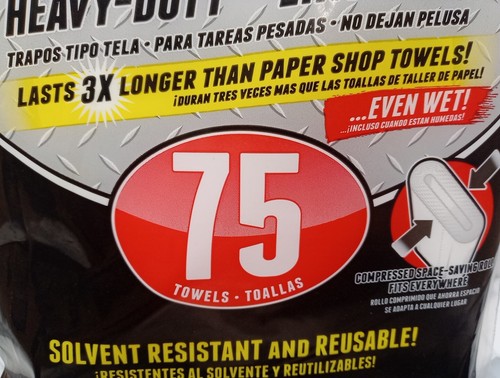 HEAVY-DUTY
TRAPOS TIPO TELA • PARA TAREAS PESADAS • NO DEJAN PELUSA
LASTS 3X LONGER THAN PAPER SHOP TOWELS!
¡DURAN TRES VECES MAS QUE LAS TOALLAS DE TALLER DE PAPEL!
...EVEN WET!
...¡INCLUSO CUANDO ESTAN HUMEDAS!
75
TOWELS • TOALLAS
COMPRESSED SPACE-SAVING ROLL
FITS EVERYWHERE
ROLLO COMPRIMIDO QUE AHORRA ESPACIO
SE ADAPTA A CUALQUIER LUGAR
SOLVENT RESISTANT AND REUSABLE!
¡RESISTENTES AL SOLVENTE Y REUTILIZABLES!